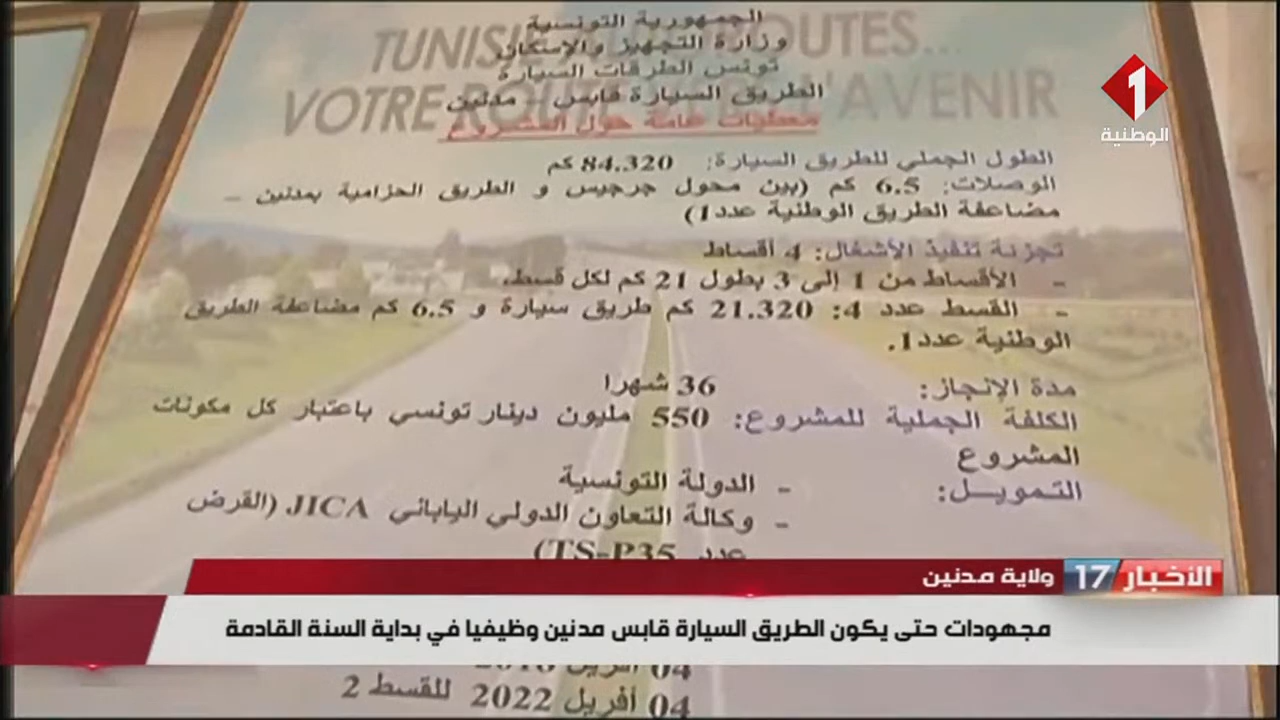 الجمهورية التونسية
وزارة التجهيز والإسكان
تونس الطرقات السيارة
الطريق السيارة قابس - مدنين
معطيات عامة حول المشروع
TUNISIE ROUTES...
VOTRE L'AVENIR
1
الوطنية
الطول الجملي للطريق السيارة: 84.320 كم
الوصلات: 6.5 كم (بين محول جرجيس و الطريق الحزامية بمدنين –
مضاعفة الطريق الوطنية عدد1)
تجزئة تنفيذ الأشغال: 4 أقساط
- الأقساط من 1 إلى 3 بطول 21 كم لكل قسط.
- القسط عدد 4: 21.320 كم طريق سيارة و 6.5 كم مضاعفة الطريق
الوطنية عدد1.
مدة الإنجاز: 36 شهرا
الكلفة الجملية للمشروع: 550 مليون دينار تونسي باعتبار كل مكونات
المشروع
التمويل: - الدولة التونسية
- وكالة التعاون الدولي الياباني JICA (القرض
عدد TS-P35)
الأخبار 17 ولاية مدنين
مجهودات حتى يكون الطريق السيارة قابس مدنين وظيفيا في بداية السنة القادمة
04 أفريل
04 أفريل 2022 للقسط 2